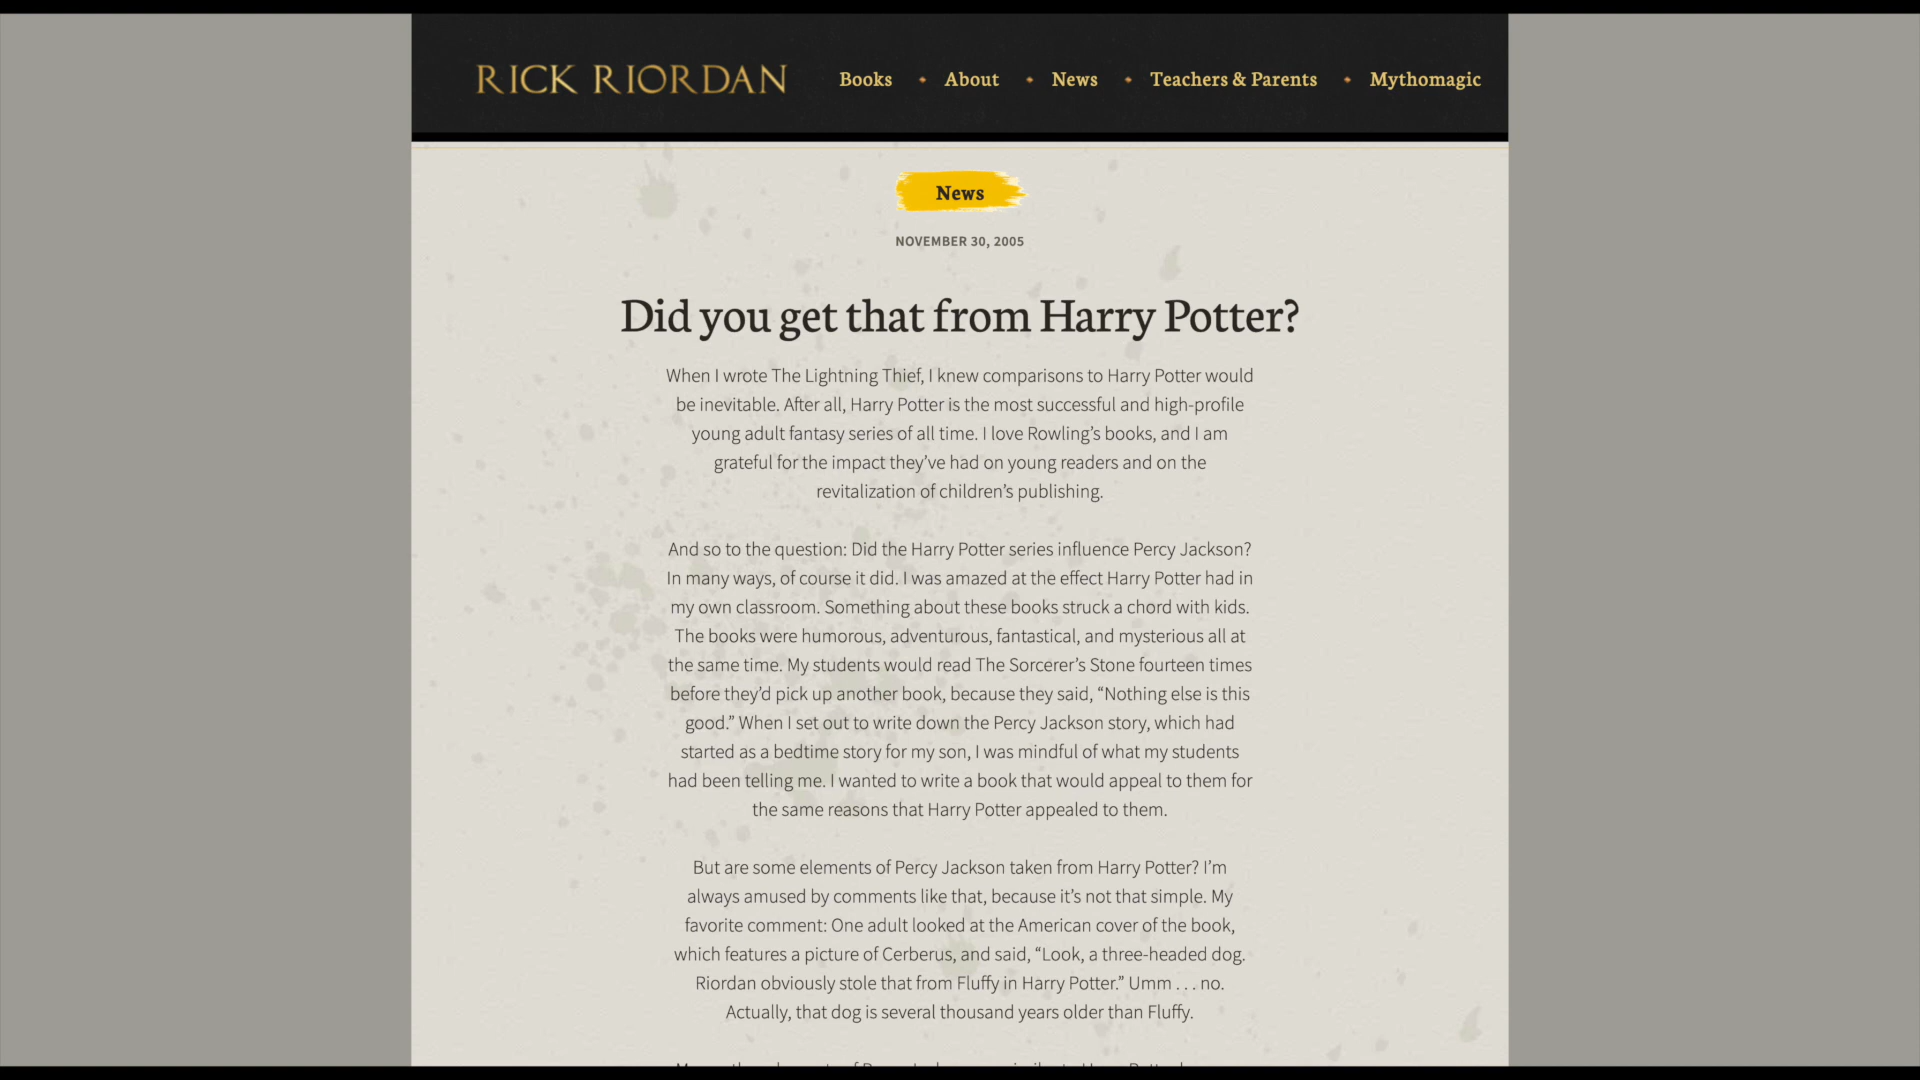 RICK RIORDAN
Books
About
News
Teachers & Parents
Mythomagic
News
NOVEMBER 30, 2005
Did you get that from Harry Potter?
When I wrote The Lightning Thief, I knew comparisons to Harry Potter would
be inevitable. After all, Harry Potter is the most successful and high-profile
young adult fantasy series of all time. I love Rowling’s books, and I am
grateful for the impact they’ve had on young readers and on the
revitalization of children’s publishing.
And so to the question: Did the Harry Potter series influence Percy Jackson?
In many ways, of course it did. I was amazed at the effect Harry Potter had in
my own classroom. Something about these books struck a chord with kids.
The books were humorous, adventurous, fantastical, and mysterious all at
the same time. My students would read The Sorcerer’s Stone fourteen times
before they’d pick up another book, because they said, “Nothing else is this
good.” When I set out to write down the Percy Jackson story, which had
started as a bedtime story for my son, I was mindful of what my students
had been telling me. I wanted to write a book that would appeal to them for
the same reasons that Harry Potter appealed to them.
But are some elements of Percy Jackson taken from Harry Potter? I’m
always amused by comments like that, because it’s not that simple. My
favorite comment: One adult looked at the American cover of the book,
which features a picture of Cerberus, and said, “Look, a three-headed dog.
Riordan obviously stole that from Fluffy in Harry Potter.” Umm . . . no.
Actually, that dog is several thousand years older than Fluffy.